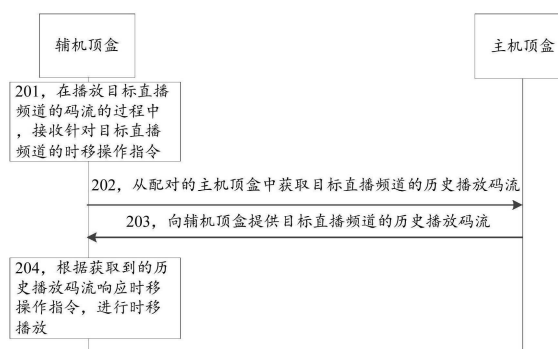 辅机顶盒
主机顶盒
201，在播放目标直播
频道的码流的过程中
，接收针对目标直播
频道的时移操作指令
202，从配对的主机顶盒中获取目标直播频道的历史播放码流
203，向辅机顶盒提供目标直播频道的历史播放码流
204，根据获取到的历
史播放码流响应时移
操作指令，进行时移
播放